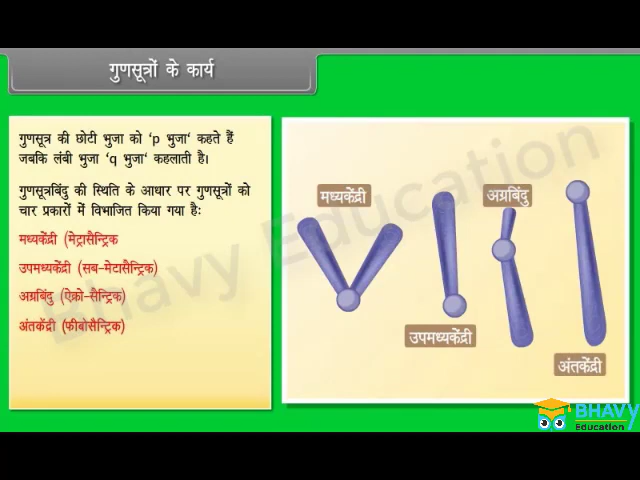 गुणसूत्रों के कार्य
गुणसूत्र की छोटी भुजा को ‘p भुजा‘ कहते हैं
जबकि लंबी भुजा ‘q भुजा‘ कहलाती है।
गुणसूत्रबिंदु की स्थिति के आधार पर गुणसूत्रों को
चार प्रकारों में विभाजित किया गया है:
मध्यकेंद्री (मेट्रासैन्ट्रिक
उपमध्यकेंद्री (सब-मेटासैन्ट्रिक)
अग्रबिंदु (ऐक्रो-सैन्ट्रिक)
अंतकेंद्री (फीबोसैन्ट्रिक)
मध्यकेंद्री
अग्रबिंदु
उपमध्यकेंद्री
अंतकेंद्री
Bhavy Education
BHAVY
Education